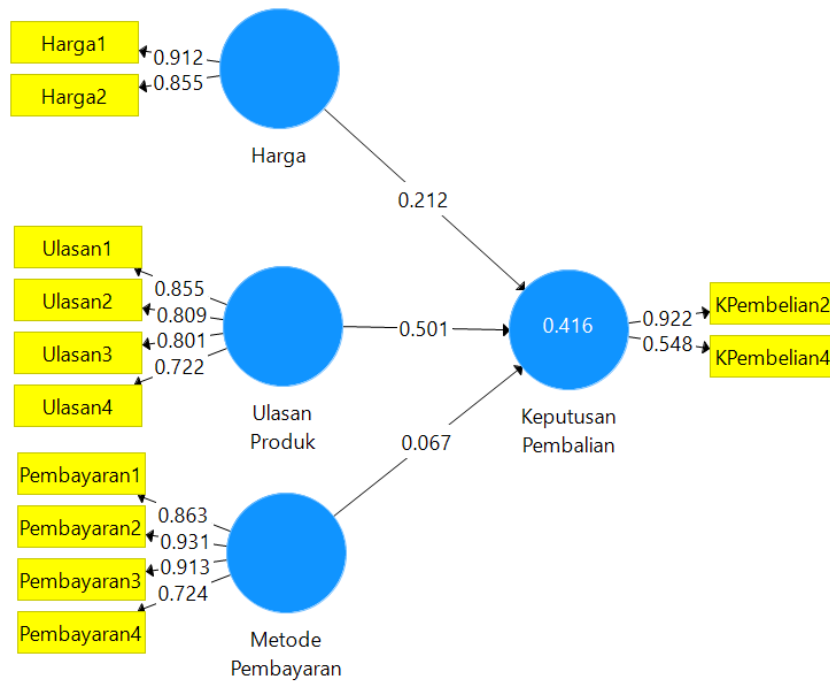 Harga1
0.912
Harga2
0.855
Harga
0.212
Ulasan1
0.855
Ulasan2
0.809
Ulasan3
0.801
Ulasan4
0.722
Ulasan
Produk
0.501
0.416
Keputusan
Pembalian
0.922
KPembelian2
0.548
KPembelian4
0.067
Pembayaran1
0.863
Pembayaran2
0.931
Pembayaran3
0.913
Pembayaran4
0.724
Metode
Pembayaran